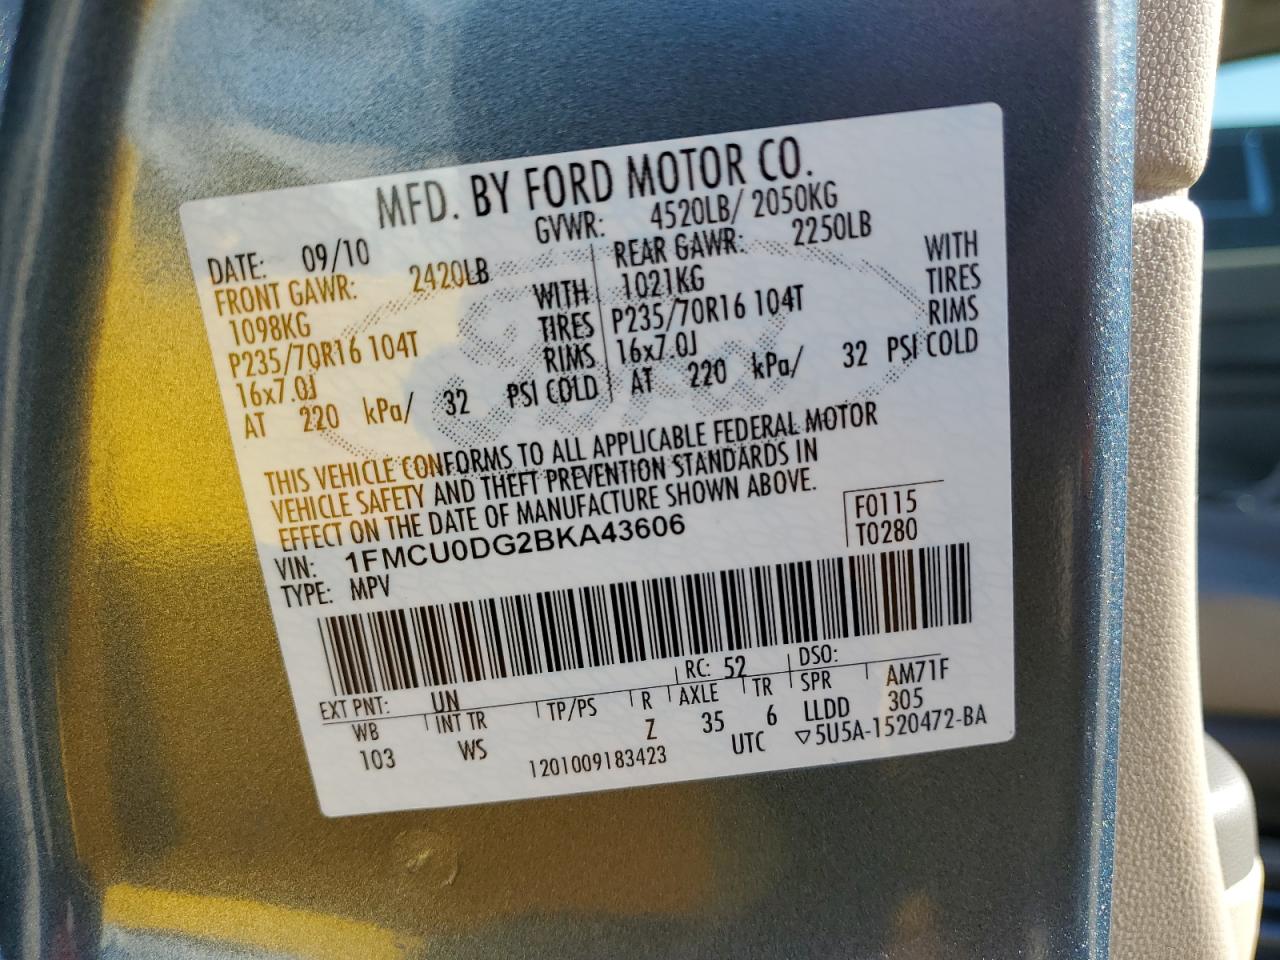 MFD. BY FORD MOTOR CO.
DATE: 09/10 GVWR: 4520LB/ 2050KG
FRONT GAWR: 2420LB REAR GAWR: 2250LB
1098KG WITH 1021KG WITH
P235/70R16 104T TIRES P235/70R16 104T TIRES
16x7.0J RIMS 16x7.0J RIMS
AT 220 kPa/ 32 PSI COLD AT 220 kPa/ 32 PSI COLD
THIS VEHICLE CONFORMS TO ALL APPLICABLE FEDERAL MOTOR
VEHICLE SAFETY AND THEFT PREVENTION STANDARDS IN
EFFECT ON THE DATE OF MANUFACTURE SHOWN ABOVE.
VIN: 1FMCU0DG2BKA43606 F0115
TYPE: MPV T0280
EXT PNT: UN RC: 52 DSO:
WB INT TR TP/PS R AXLE TR SPR AM71F
103 WS Z 35 6 LLDD 305
1201009183423 UTC ▽5U5A-1520472-BA
Ford